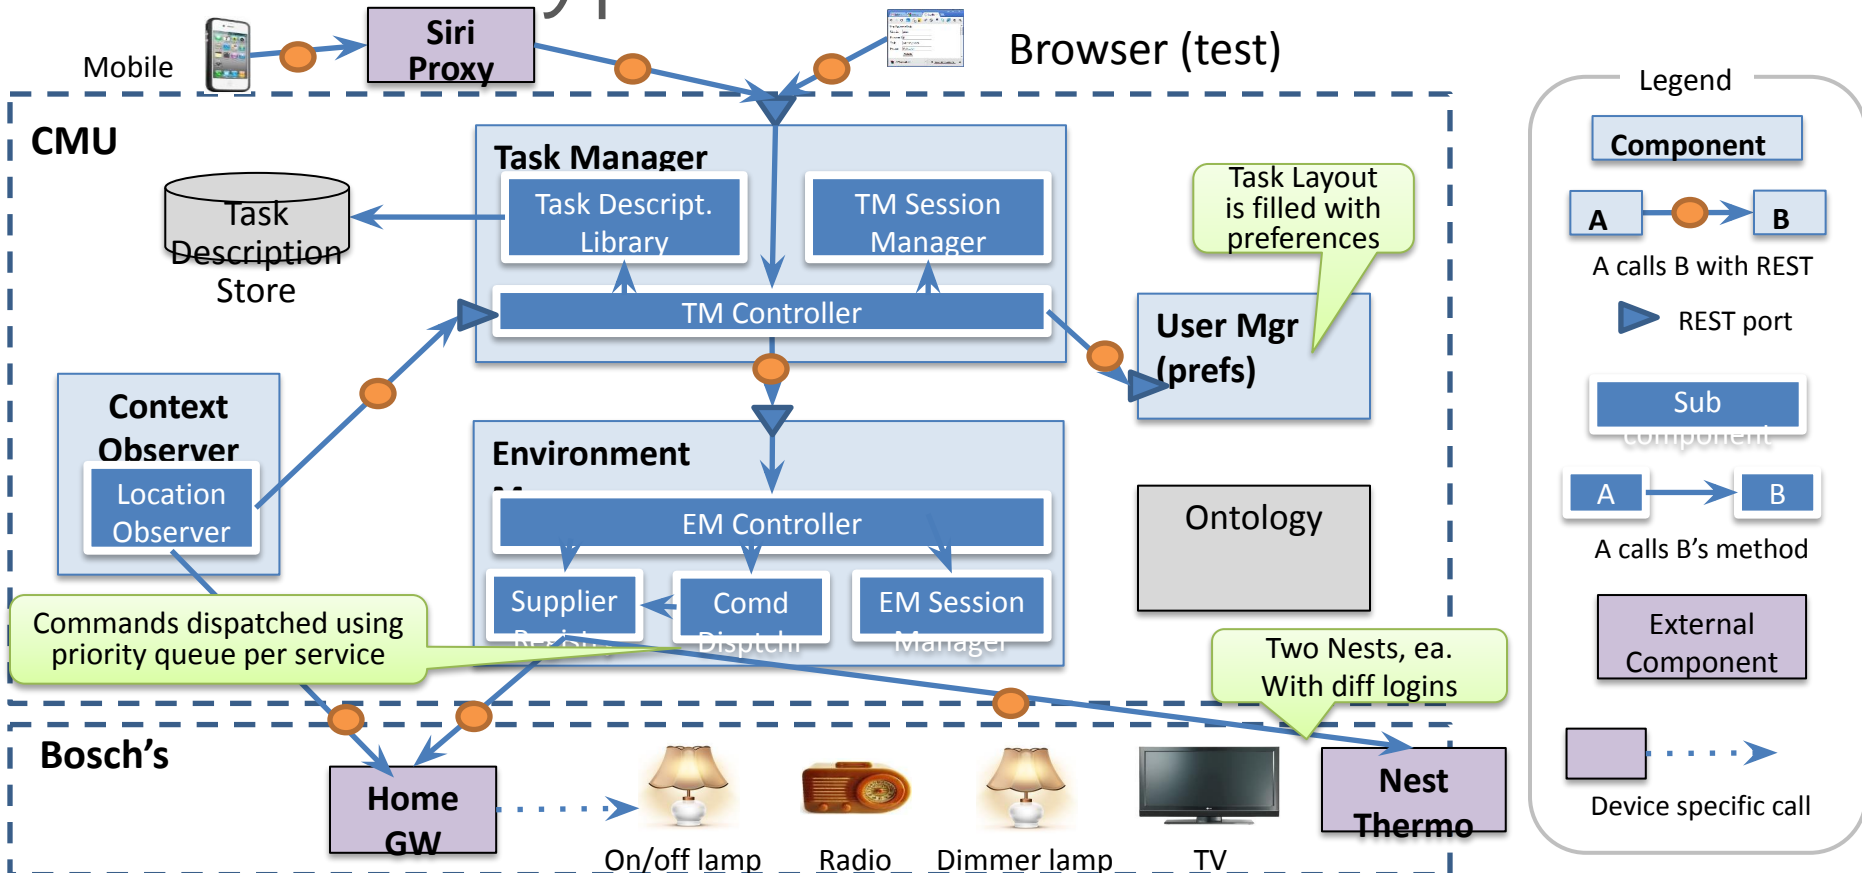 Siri
Proxy
Mobile
Browser (test)
CMU
Task Manager
Task Descript.
Library
TM Session
Manager
Task
Description
Store
Task Layout
is filled with
preferences
TM Controller
User Mgr
(prefs)
Context
Observer
Location
Observer
Environment
EM Controller
Ontology
Supplier
Comd
Disptchr
EM Session
Manager
Commands dispatched using
priority queue per service
Two Nests, ea.
With diff logins
Bosch's
Home
GW
Nest
Thermo
On/off lamp
Radio
Dimmer lamp
TV
Legend
Component
A
B
A calls B with REST
REST port
Sub
component
A
B
A calls B's method
External
Component
Device specific call